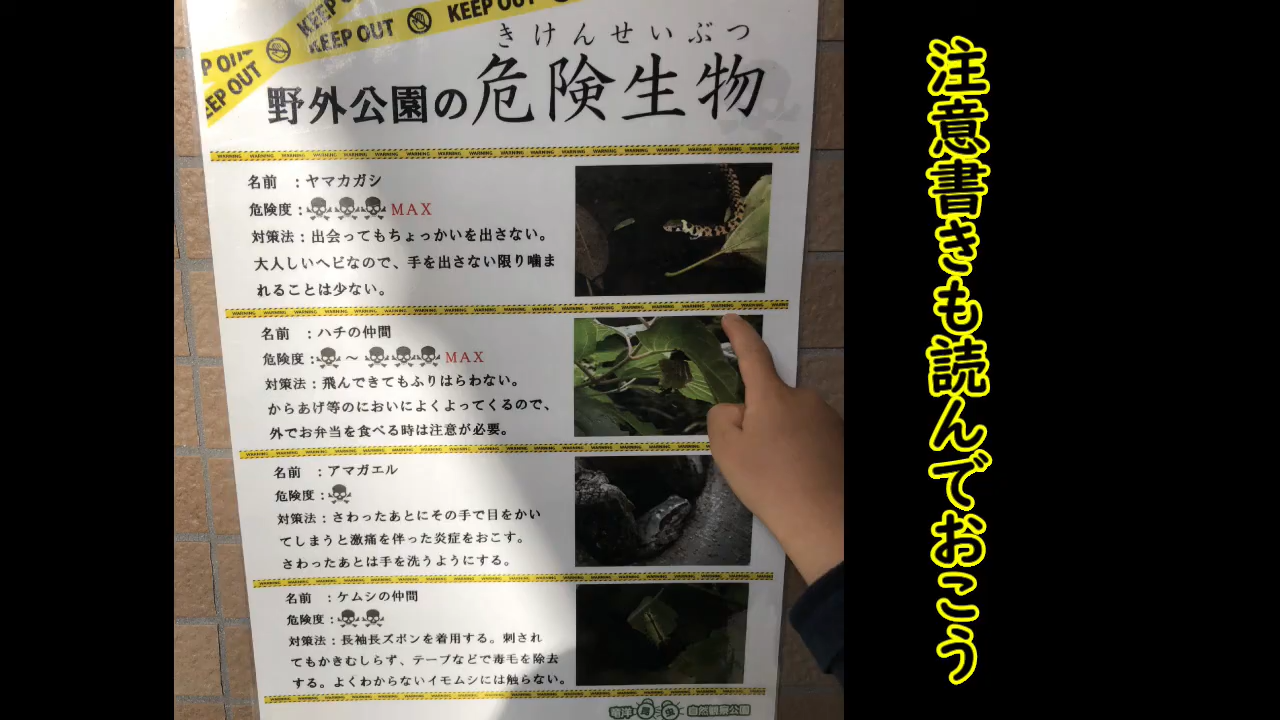 KEEP OUT
KEEP OUT
KEEP OUT
KEEP OUT
きけんせいぶつ
野外公園の危険生物
名前　：ヤマカガシ
危険度：MAX
対策法：出会ってもちょっかいを出さない。
大人しいヘビなので、手を出さない限り噛ま
れることは少ない。
名前　：ハチの仲間
危険度：～MAX
対策法：飛んできてもふりはらわない。
からあげ等のにおいによくよってくるので、
外でお弁当を食べる時は注意が必要。
名前　：アマガエル
危険度：
対策法：さわったあとにその手で目をかい
てしまうと激痛を伴った炎症をおこす。
さわったあとは手を洗うようにする。
名前　：ケムシの仲間
危険度：
対策法：長袖長ズボンを着用する。刺され
てもかきむしらず、テープなどで毒毛を除去
する。よくわからないイモムシには触らない。
竜洋昆虫自然観察公園
注意書きも読んでおこう